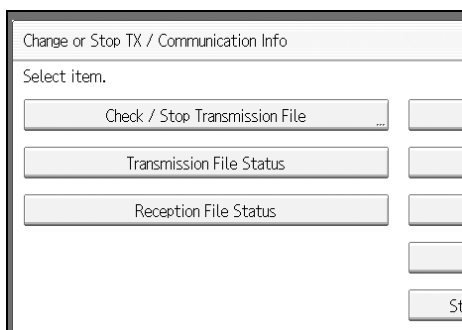 Change or Stop TX / Communication Info
Select item.
Check / Stop Transmission File ...
Transmission File Status
Reception File Status